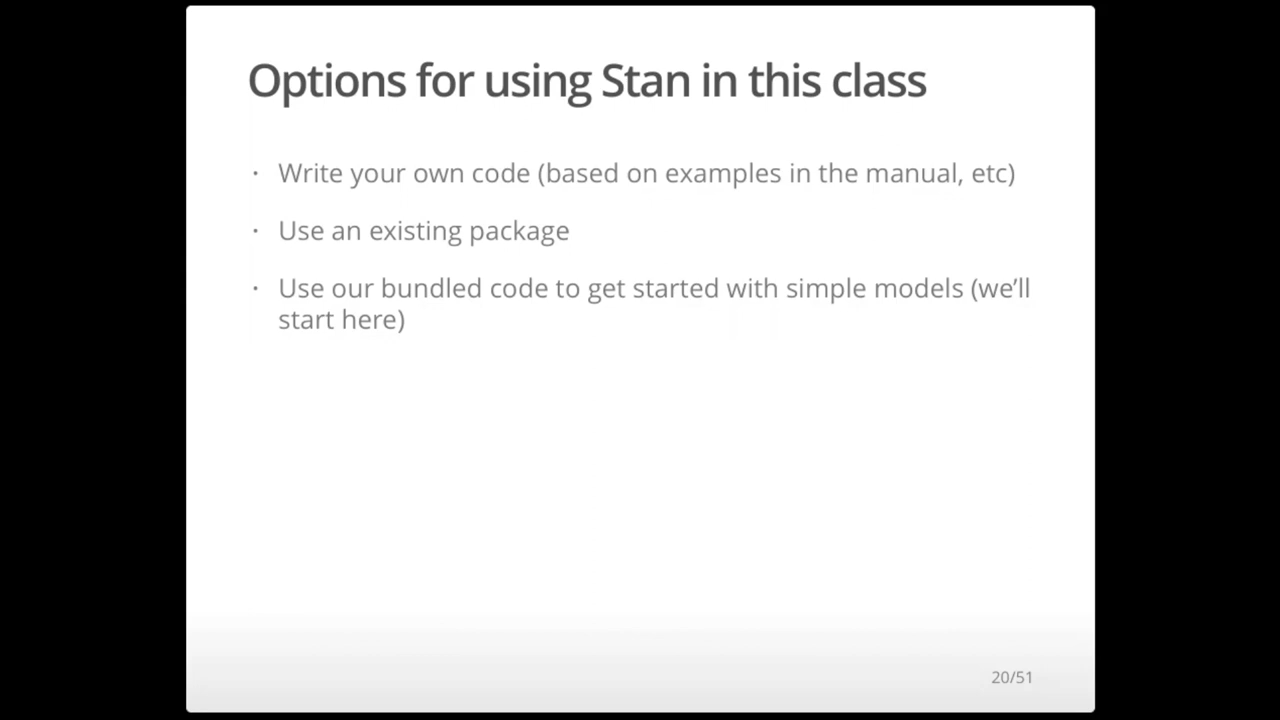 Options for using Stan in this class
· Write your own code (based on examples in the manual, etc)
· Use an existing package
· Use our bundled code to get started with simple models (we’ll
start here)
20/51